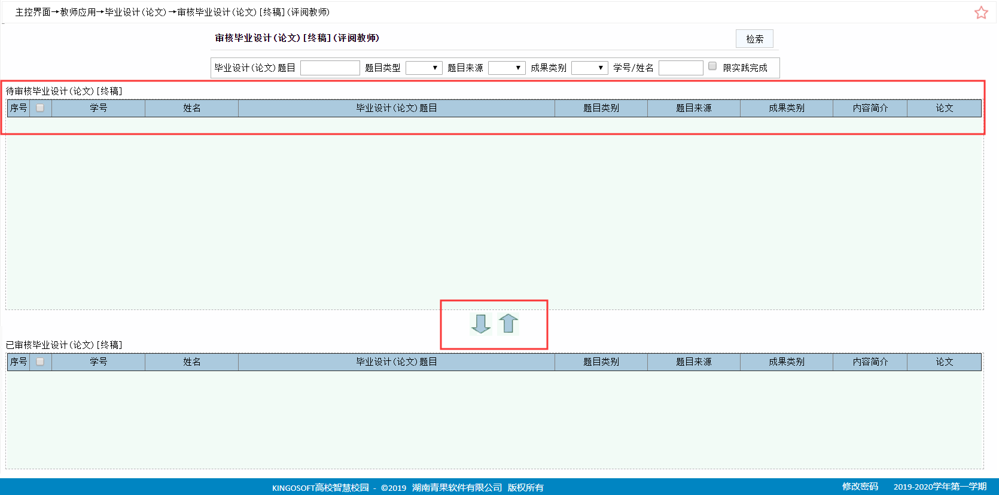 主控界面→教师应用→毕业设计(论文)→审核毕业设计(论文)[终稿](评阅教师)
审核毕业设计(论文)[终稿](评阅教师)
检索
毕业设计(论文)题目 题目类型 ▼ 题目来源 ▼ 成果类别 ▼ 学号/姓名 限实践完成
待审核毕业设计(论文)[终稿]
序号 学号 姓名 毕业设计(论文)题目 题目类别 题目来源 成果类别 内容简介 论文
已审核毕业设计(论文)[终稿]
序号 学号 姓名 毕业设计(论文)题目 题目类别 题目来源 成果类别 内容简介 论文
KINGOSOFT高校智慧校园 - ©2019 湖南青果软件有限公司 版权所有 修改密码 2019-2020学年第一学期